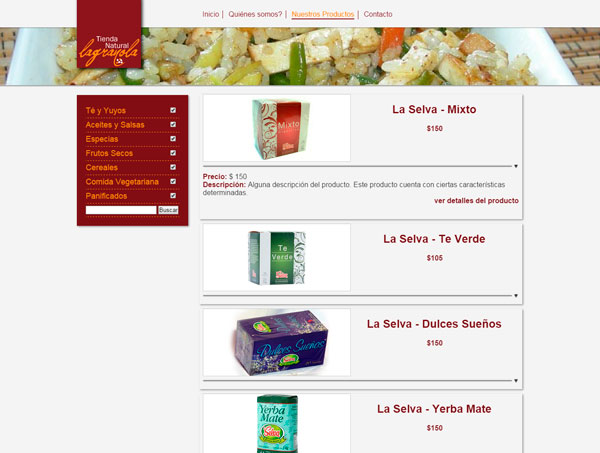 Tienda
Natural
lagrayola
Inicio | Quiénes somos? | Nuestros Productos | Contacto
Té y Yuyos
Aceites y Salsas
Especias
Frutos Secos
Cereales
Comida Vegetariana
Panificados
Buscar
Mixto
La Selva - Mixto
$150
Precio: $ 150
Descripción: Alguna descripción del producto. Este producto cuenta con ciertas características
determinadas.
ver detalles del producto
Te
Verde
La Selva - Te Verde
$105
Dulces Sueños
La Selva - Dulces Sueños
$150
Yerba
Mate
La Selva - Yerba Mate
$150